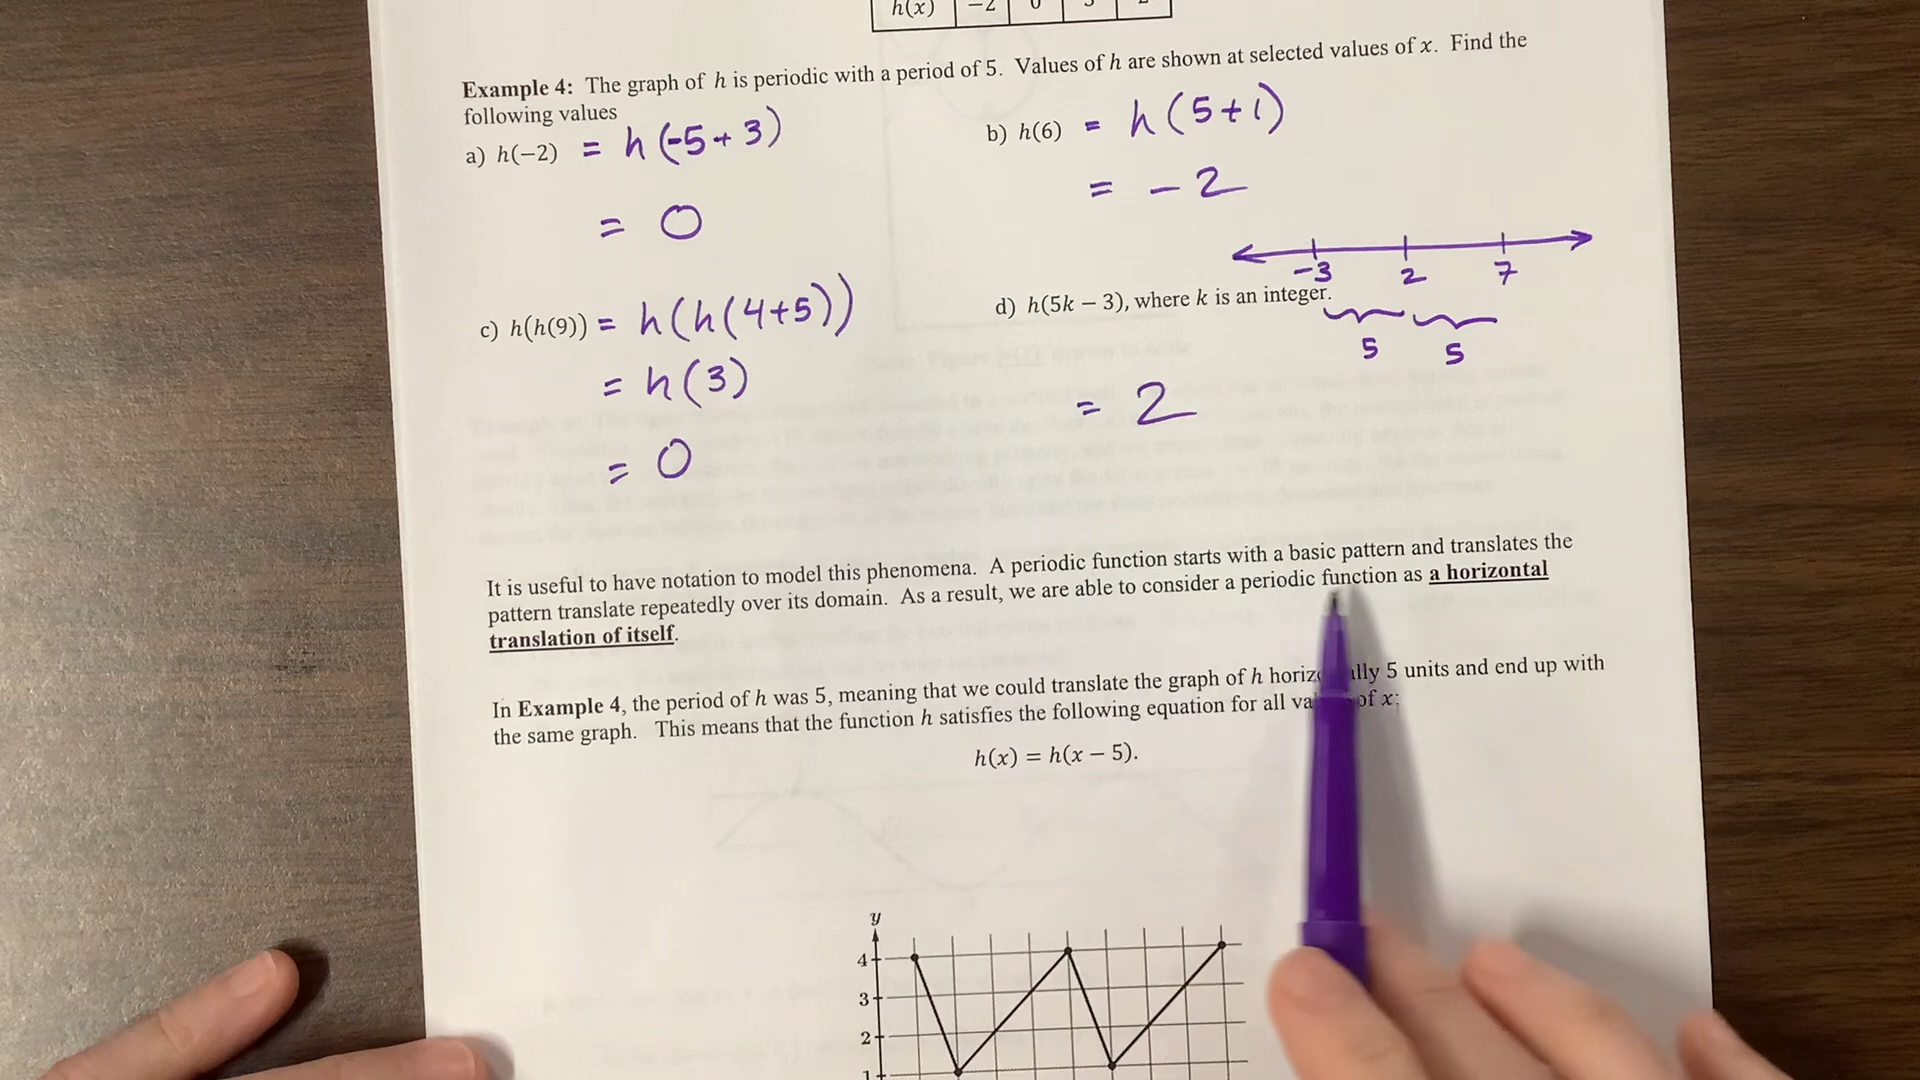 h(x) −2 0
Example 4: The graph of h is periodic with a period of 5. Values of h are shown at selected values of x. Find the
following values
a) h(−2) = h(-5+3)
= 0
b) h(6) = h(5+1)
= -2
c) h(h(9)) = h(h(4+5))
= h(3)
= 0
-3 2 7
d) h(5k − 3), where k is an integer.
5 5
= 2
It is useful to have notation to model this phenomena. A periodic function starts with a basic pattern and translates the
pattern translate repeatedly over its domain. As a result, we are able to consider a periodic function as a horizontal
translation of itself.
In Example 4, the period of h was 5, meaning that we could translate the graph of h 5 units and end up with
the same graph. This means that the function h satisfies the following equation for all of x:
h(x) = h(x − 5).
y
4
3
2
1